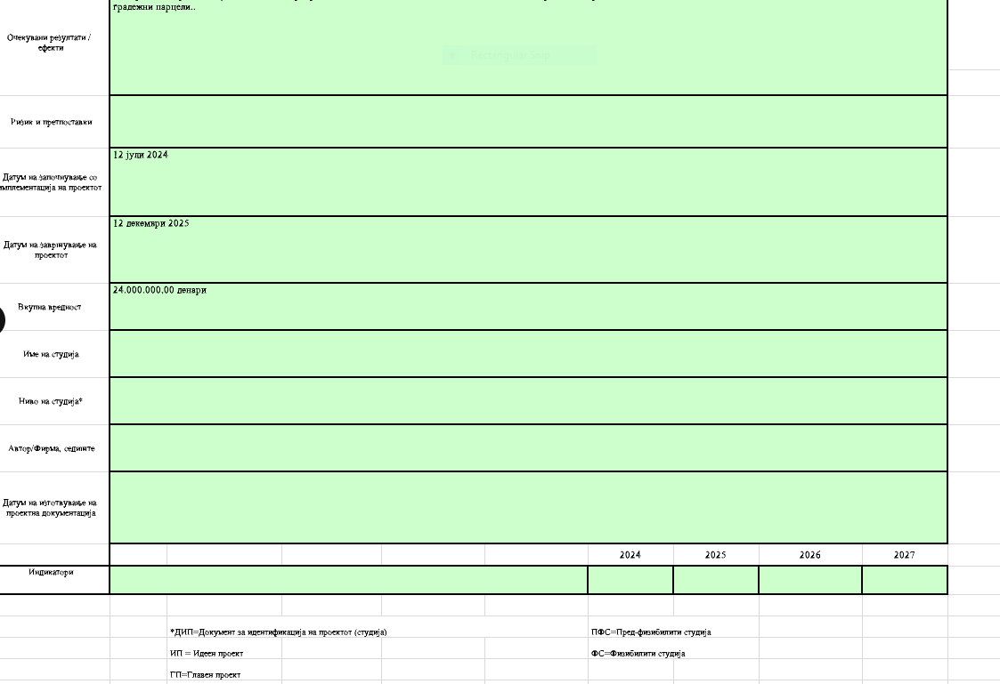 градежни парцели..
Очекувани резултати /
ефекти
Rectangular Snip
Ризик и претпоставки
12 јули 2024
Датум на започнување со
имплементација на проектот
12 декември 2025
Датум на завршување на
проектот
24.000.000,00 денари
Вкупна вредност
Име на студија
Ниво на студија*
Автор/Фирма, седиште
Датум на изготвување на
проектна документација
2024 2025 2026 2027
Индикатори
*ДИП=Документ за идентификација на проектот (студија) ПФС=Пред-физибилити студија
ИП = Идеен проект ФС=Физибилити студија
ГП=Главен проект